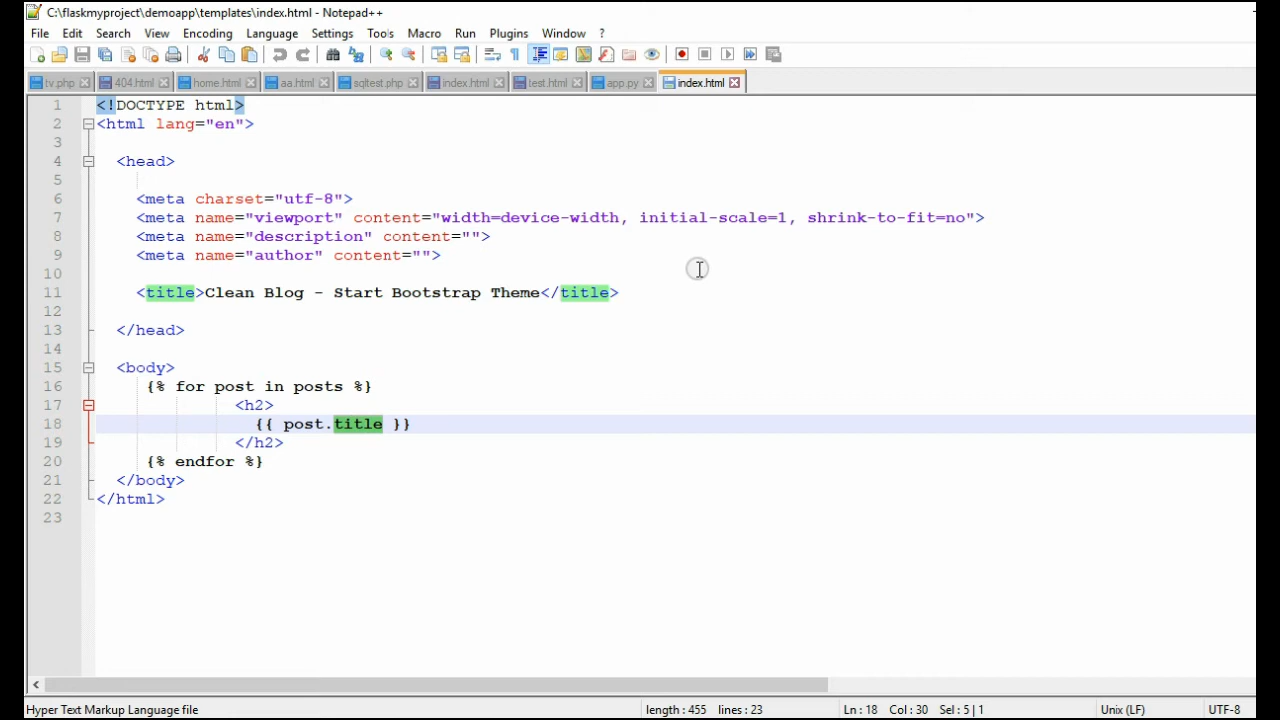 C:\flaskmyproject\demoapp\templates\index.html - Notepad++
File Edit Search View Encoding Language Settings Tools Macro Run Plugins Window ?
tv.php 404.html home.html aa.html sqltest.php index.html test.html app.py index.html
1 <!DOCTYPE html>
2 <html lang="en">
3
4 <head>
5
6 <meta charset="utf-8">
7 <meta name="viewport" content="width=device-width, initial-scale=1, shrink-to-fit=no">
8 <meta name="description" content="">
9 <meta name="author" content="">
10
11 <title>Clean Blog - Start Bootstrap Theme</title>
12
13 </head>
14
15 <body>
16 {% for post in posts %}
17 <h2>
18 {{ post.title }}
19 </h2>
20 {% endfor %}
21 </body>
22 </html>
23
Hyper Text Markup Language file length : 455 lines : 23 Ln : 18 Col : 30 Sel : 5 | 1 Unix (LF) UTF-8